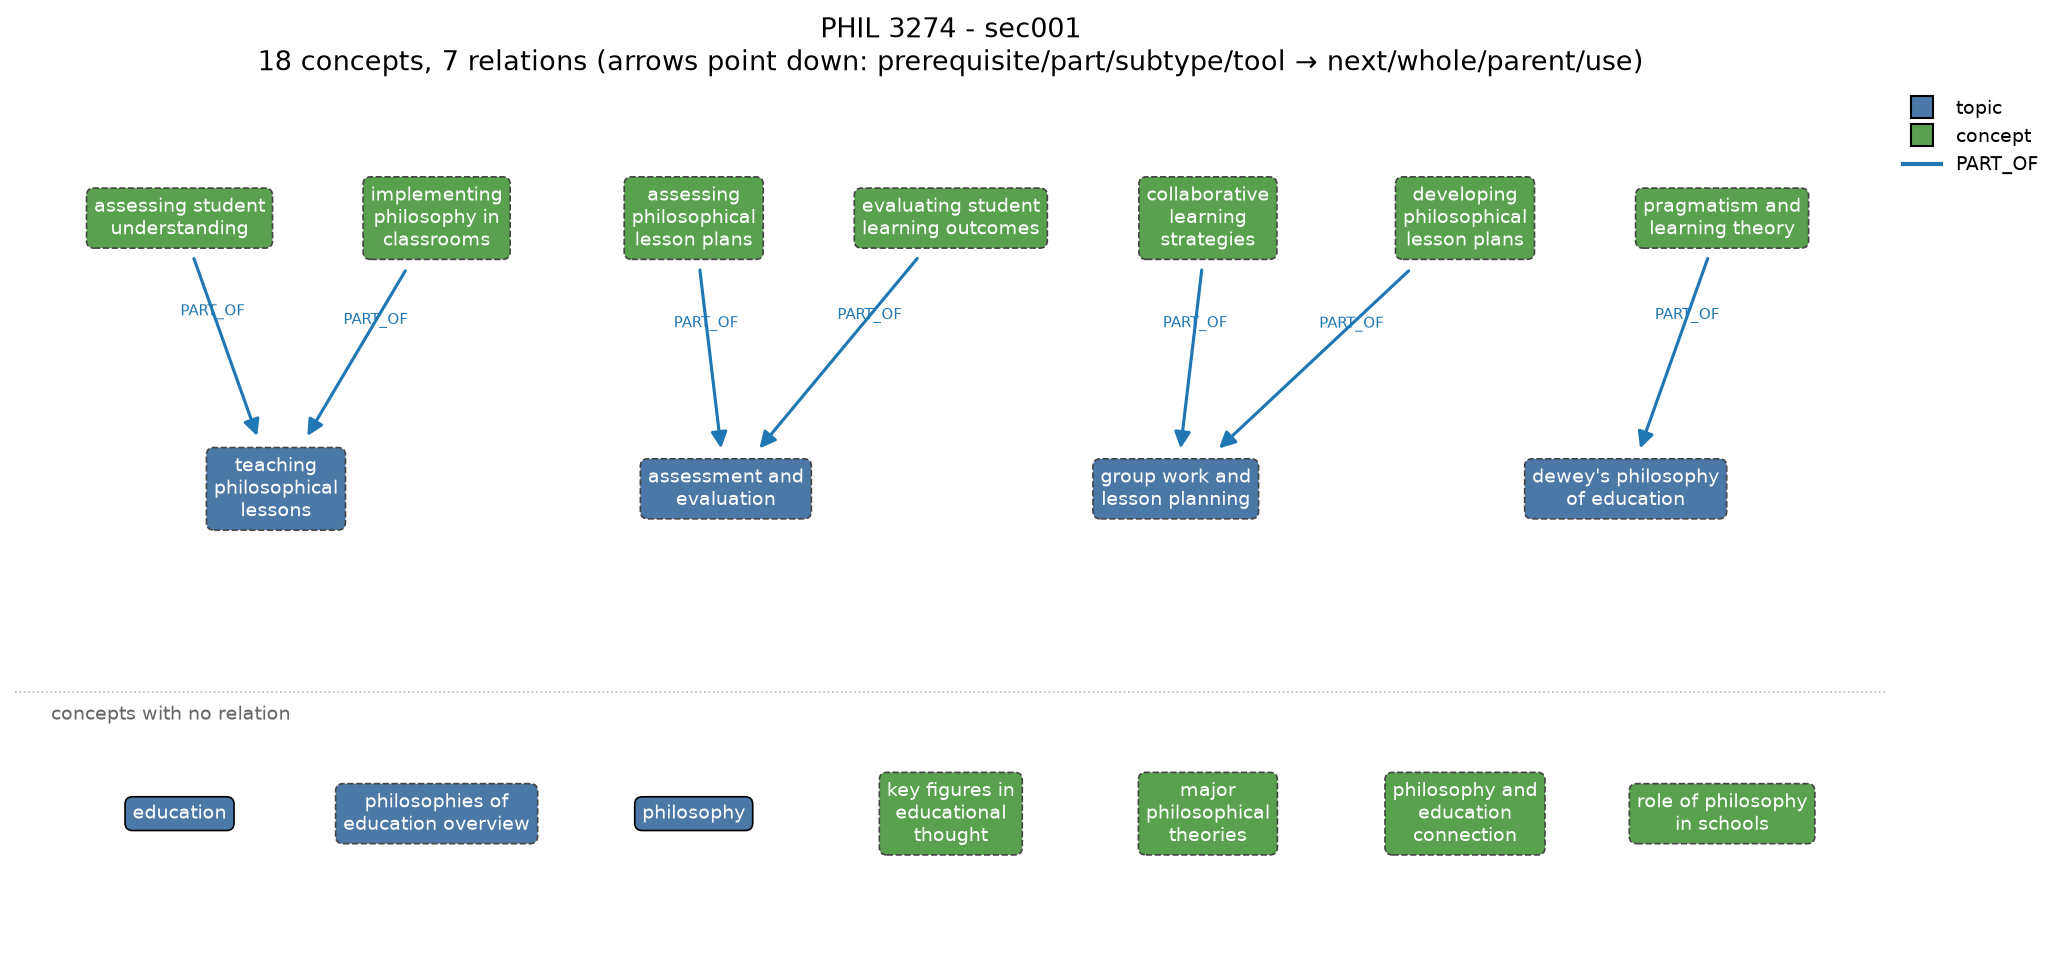 PHIL 3274 - sec001
18 concepts, 7 relations (arrows point down: prerequisite/part/subtype/tool → next/whole/parent/use)
topic
concept
PART_OF
assessing student
understanding
implementing
philosophy in
classrooms
assessing
philosophical
lesson plans
evaluating student
learning outcomes
collaborative
learning
strategies
developing
philosophical
lesson plans
pragmatism and
learning theory
PART_OF
PART_OF
PART_OF
PART_OF
PART_OF
PART_OF
PART_OF
teaching
philosophical
lessons
assessment and
evaluation
group work and
lesson planning
dewey's philosophy
of education
concepts with no relation
education
philosophies of
education overview
philosophy
key figures in
educational
thought
major
philosophical
theories
philosophy and
education
connection
role of philosophy
in schools